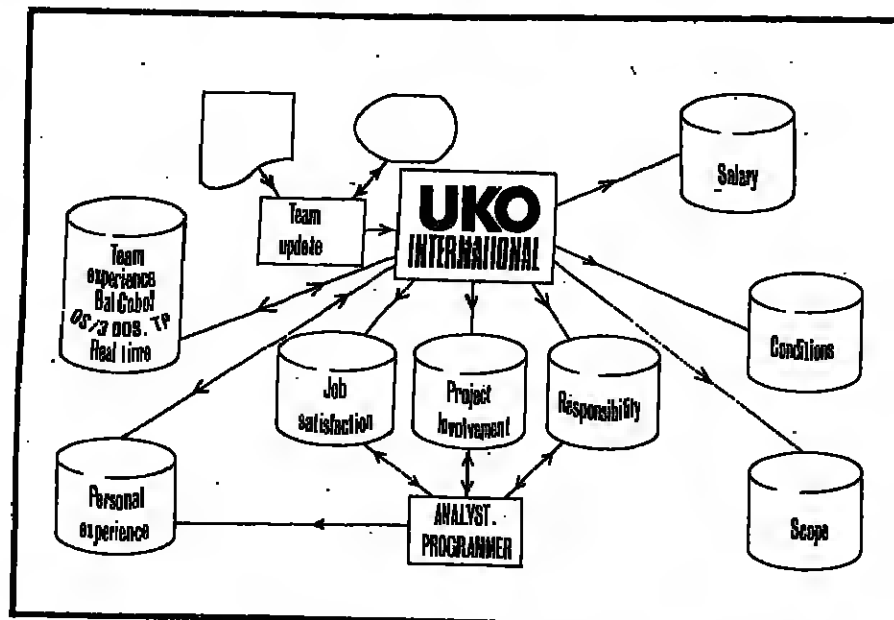 Team
update
UKO
INTERNATIONAL
Salary
Team
experience
Bal Cobol
OS/3 DOS. TP
Real time
Job
satisfaction
Project
Involvement
Responsibility
Conditions
Personal
experience
ANALYST.
PROGRAMMER
Scope